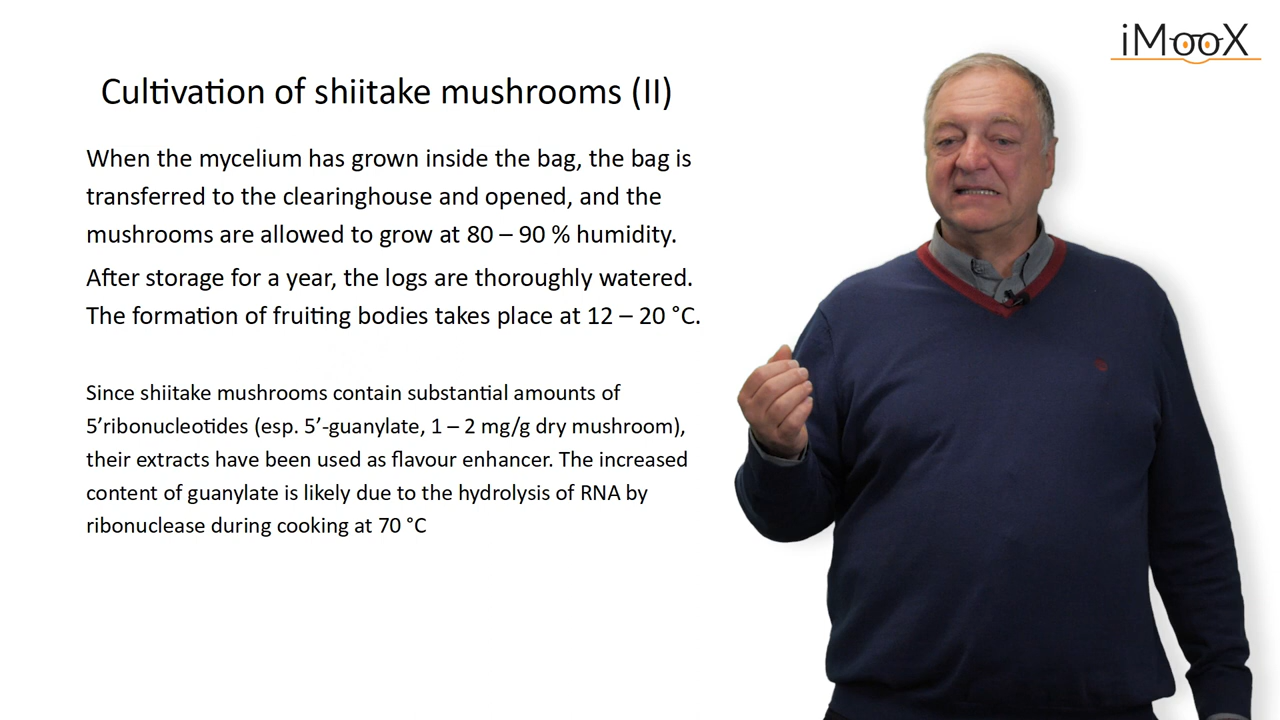 iMooX
Cultivation of shiitake mushrooms (II)
When the mycelium has grown inside the bag, the bag is
transferred to the clearinghouse and opened, and the
mushrooms are allowed to grow at 80 – 90 % humidity.
After storage for a year, the logs are thoroughly watered.
The formation of fruiting bodies takes place at 12 – 20 °C.
Since shiitake mushrooms contain substantial amounts of
5’ribonucleotides (esp. 5’-guanylate, 1 – 2 mg/g dry mushroom),
their extracts have been used as flavour enhancer. The increased
content of guanylate is likely due to the hydrolysis of RNA by
ribonuclease during cooking at 70 °C